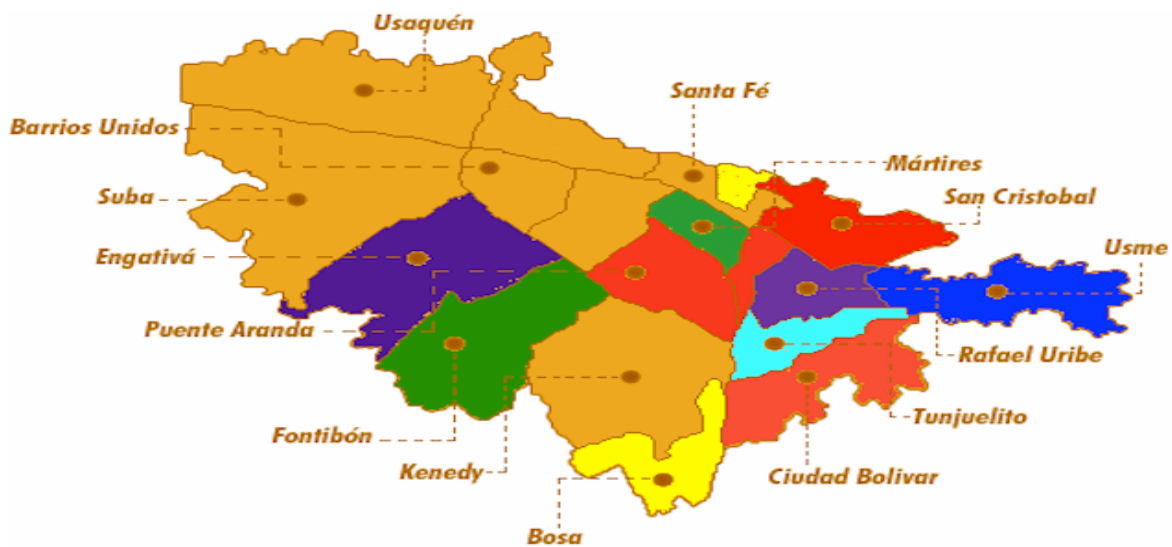 Usaquén
Santa Fé
Barrios Unidos
Mártires
Suba
San Cristobal
Usme
Engativá
Puente Aranda
Rafael Uribe
Tunjuelito
Fontibón
Kenedy
Ciudad Bolivar
Bosa